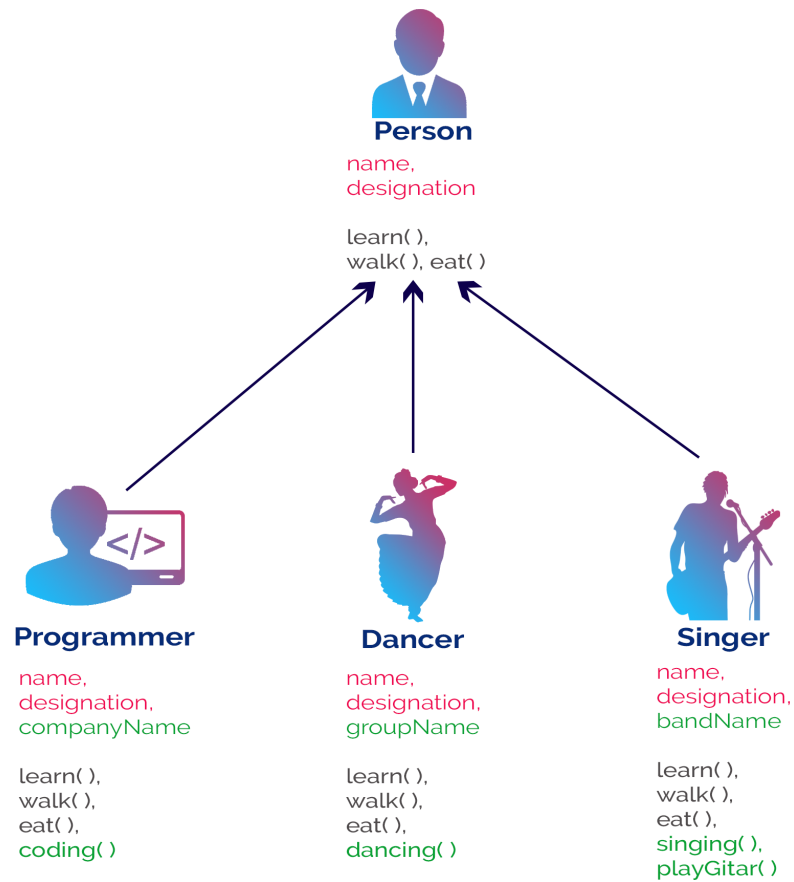 Person
name,
designation
learn( ),
walk( ), eat( )
</>
Programmer
name,
designation,
companyName
learn( ),
walk( ),
eat( ),
coding( )
Dancer
name,
designation,
groupName
learn( ),
walk( ),
eat( ),
dancing( )
Singer
name,
designation,
bandName
learn( ),
walk( ),
eat( ),
singing( ),
playGitar( )